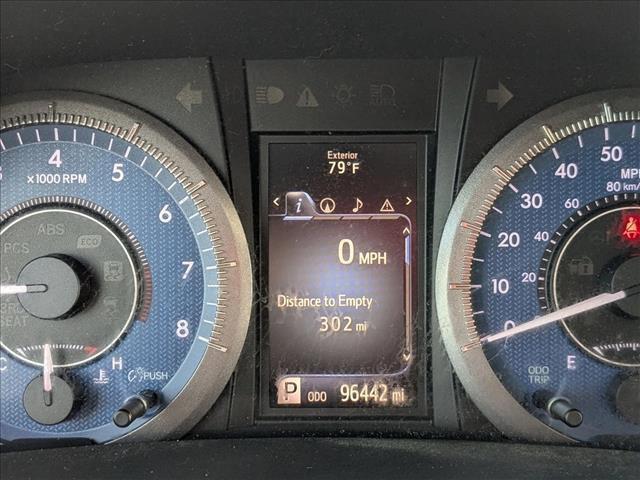 Exterior
79°F
i
0 MPH
Distance to Empty
302 mi
P ODO 96442 mi
4
5
6
7
8
x1000 RPM
ABS
PCS
ECO
SEAT
C
H
PUSH
AUTO
50
40
30
20
10
0
MPH
80 km/h
60
40
20
ODO
TRIP
E